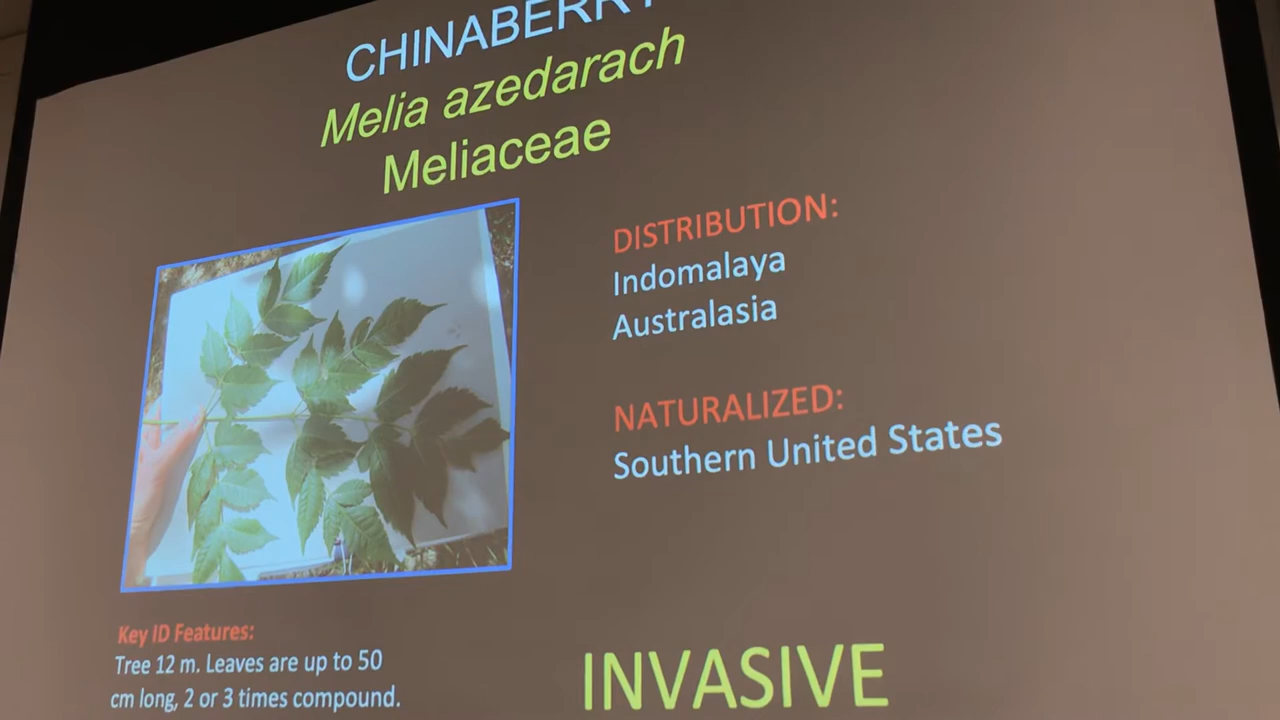 CHINABERRY
Melia azedarach
Meliaceae
DISTRIBUTION:
Indomalaya
Australasia
NATURALIZED:
Southern United States
Key ID Features:
Tree 12 m. Leaves are up to 50
cm long, 2 or 3 times compound.
INVASIVE